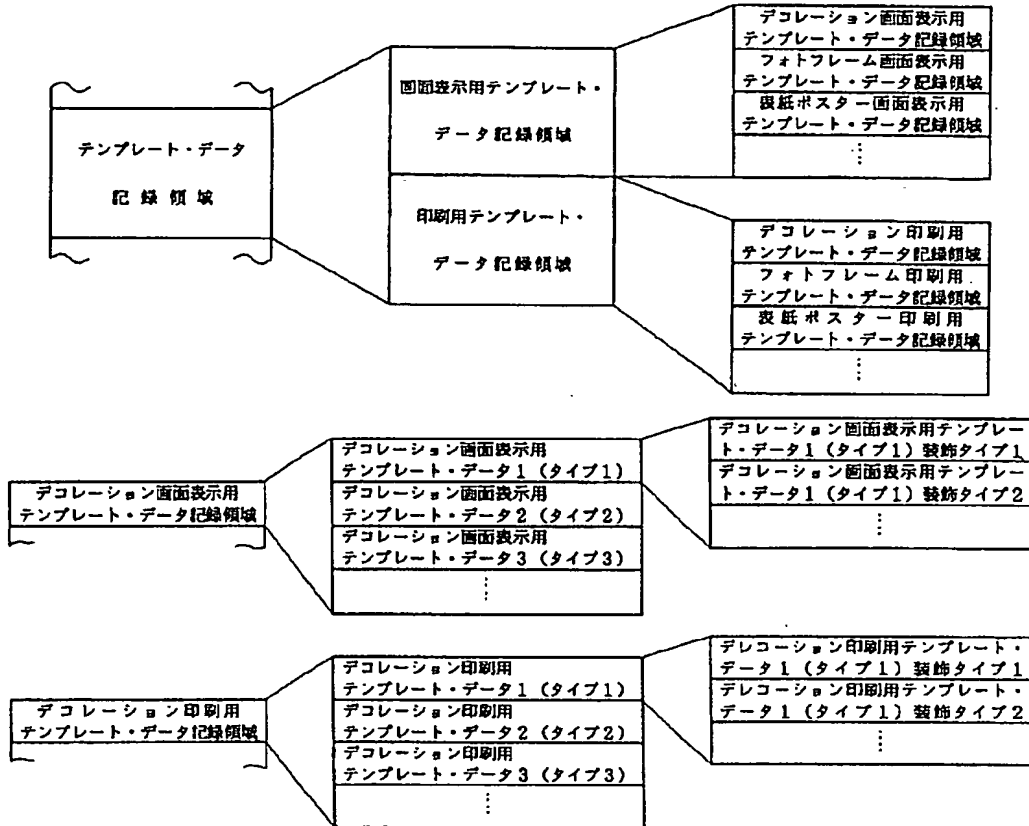 テンプレート・データ
記録領域
画面表示用テンプレート・
データ記録領域
印刷用テンプレート・
データ記録領域
デコレーション画面表示用
テンプレート・データ記録領域
フォトフレーム画面表示用
テンプレート・データ記録領域
表紙ポスター画面表示用
テンプレート・データ記録領域
⋮
デコレーション印刷用
テンプレート・データ記録領域
フォトフレーム印刷用
テンプレート・データ記録領域
表紙ポスター印刷用
テンプレート・データ記録領域
⋮
デコレーション画面表示用
テンプレート・データ記録領域
デコレーション画面表示用
テンプレート・データ1(タイプ1)
デコレーション画面表示用
テンプレート・データ2(タイプ2)
デコレーション画面表示用
テンプレート・データ3(タイプ3)
⋮
デコレーション画面表示用テンプレー
ト・データ1(タイプ1)装飾タイプ1
デコレーション画面表示用テンプレー
ト・データ1(タイプ1)装飾タイプ2
⋮
デコレーション印刷用
テンプレート・データ記録領域
デコレーション印刷用
テンプレート・データ1(タイプ1)
デコレーション印刷用
テンプレート・データ2(タイプ2)
デコレーション印刷用
テンプレート・データ3(タイプ3)
⋮
デレコーション印刷用テンプレート・
データ1(タイプ1)装飾タイプ1
デレコーション印刷用テンプレート・
データ1(タイプ1)装飾タイプ2
⋮